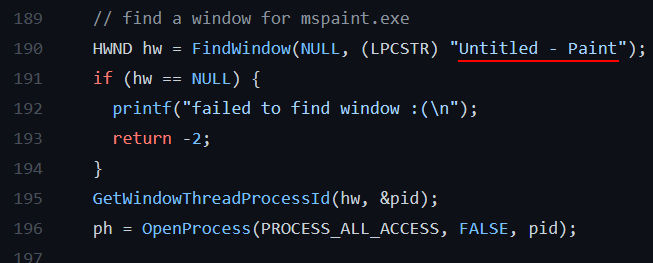 189 // find a window for mspaint.exe
190 HWND hw = FindWindow(NULL, (LPCSTR) "Untitled - Paint");
191 if (hw == NULL) {
192 printf("failed to find window :(\n");
193 return -2;
194 }
195 GetWindowThreadProcessId(hw, &pid);
196 ph = OpenProcess(PROCESS_ALL_ACCESS, FALSE, pid);
197